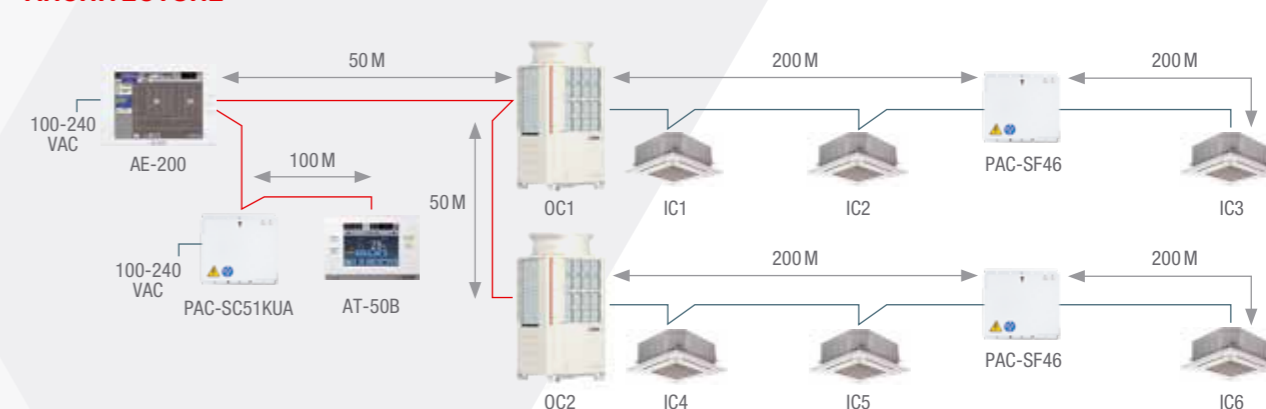 50 M
200 M
200 M
100-240
VAC
AE-200
100 M
50 M
PAC-SF46
OC1
IC1
IC2
IC3
100-240
VAC
PAC-SC51KUA
AT-50B
200 M
200 M
PAC-SF46
OC2
IC4
IC5
IC6